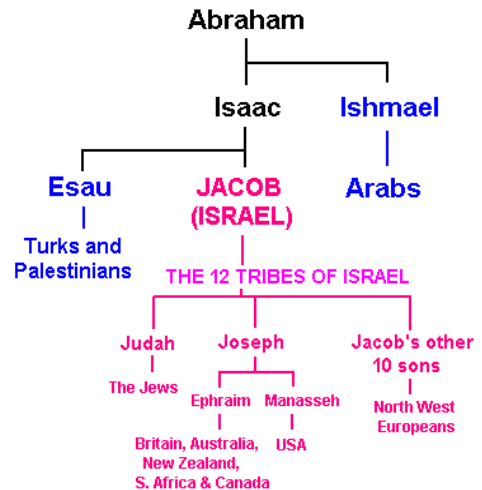 Abraham
Isaac
Ishmael
Esau
JACOB
(ISRAEL)
Arabs
Turks and
Palestinians
THE 12 TRIBES OF ISRAEL
Judah
Joseph
Jacob's other
10 sons
The Jews
Ephraim
Manasseh
North West
Europeans
Britain, Australia,
New Zealand,
S. Africa & Canada
USA